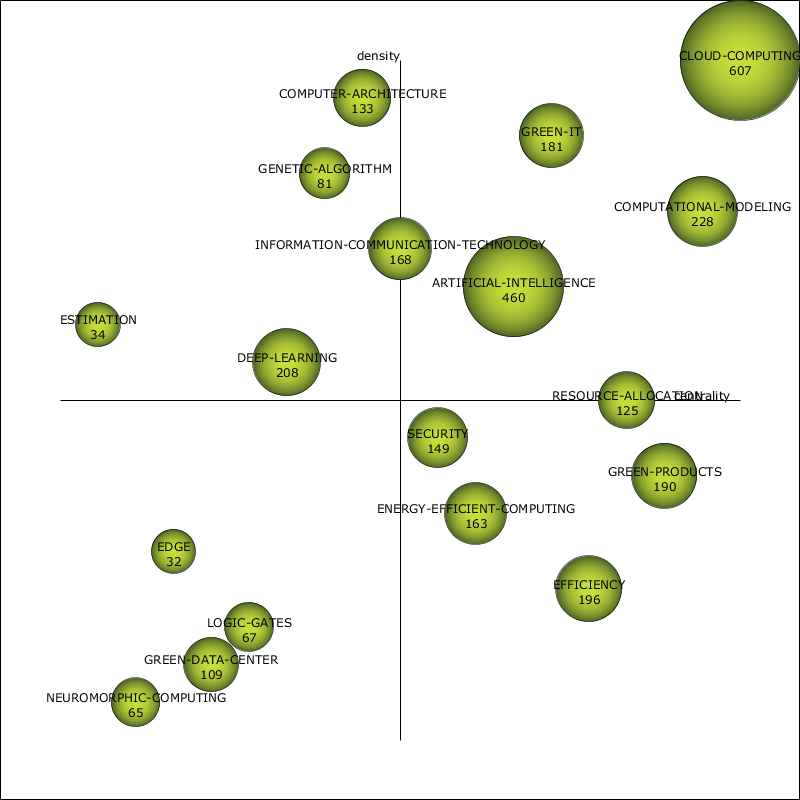 density
CLOUD-COMPUTING
607
COMPUTER-ARCHITECTURE
133
GREEN-IT
181
GENETIC-ALGORITHM
81
COMPUTATIONAL-MODELING
228
INFORMATION-COMMUNICATION-TECHNOLOGY
168
ARTIFICIAL-INTELLIGENCE
460
ESTIMATION
34
DEEP-LEARNING
208
RESOURCE-ALLOCATION
125
centrality
SECURITY
149
GREEN-PRODUCTS
190
ENERGY-EFFICIENT-COMPUTING
163
EDGE
32
EFFICIENCY
196
LOGIC-GATES
67
GREEN-DATA-CENTER
109
NEUROMORPHIC-COMPUTING
65